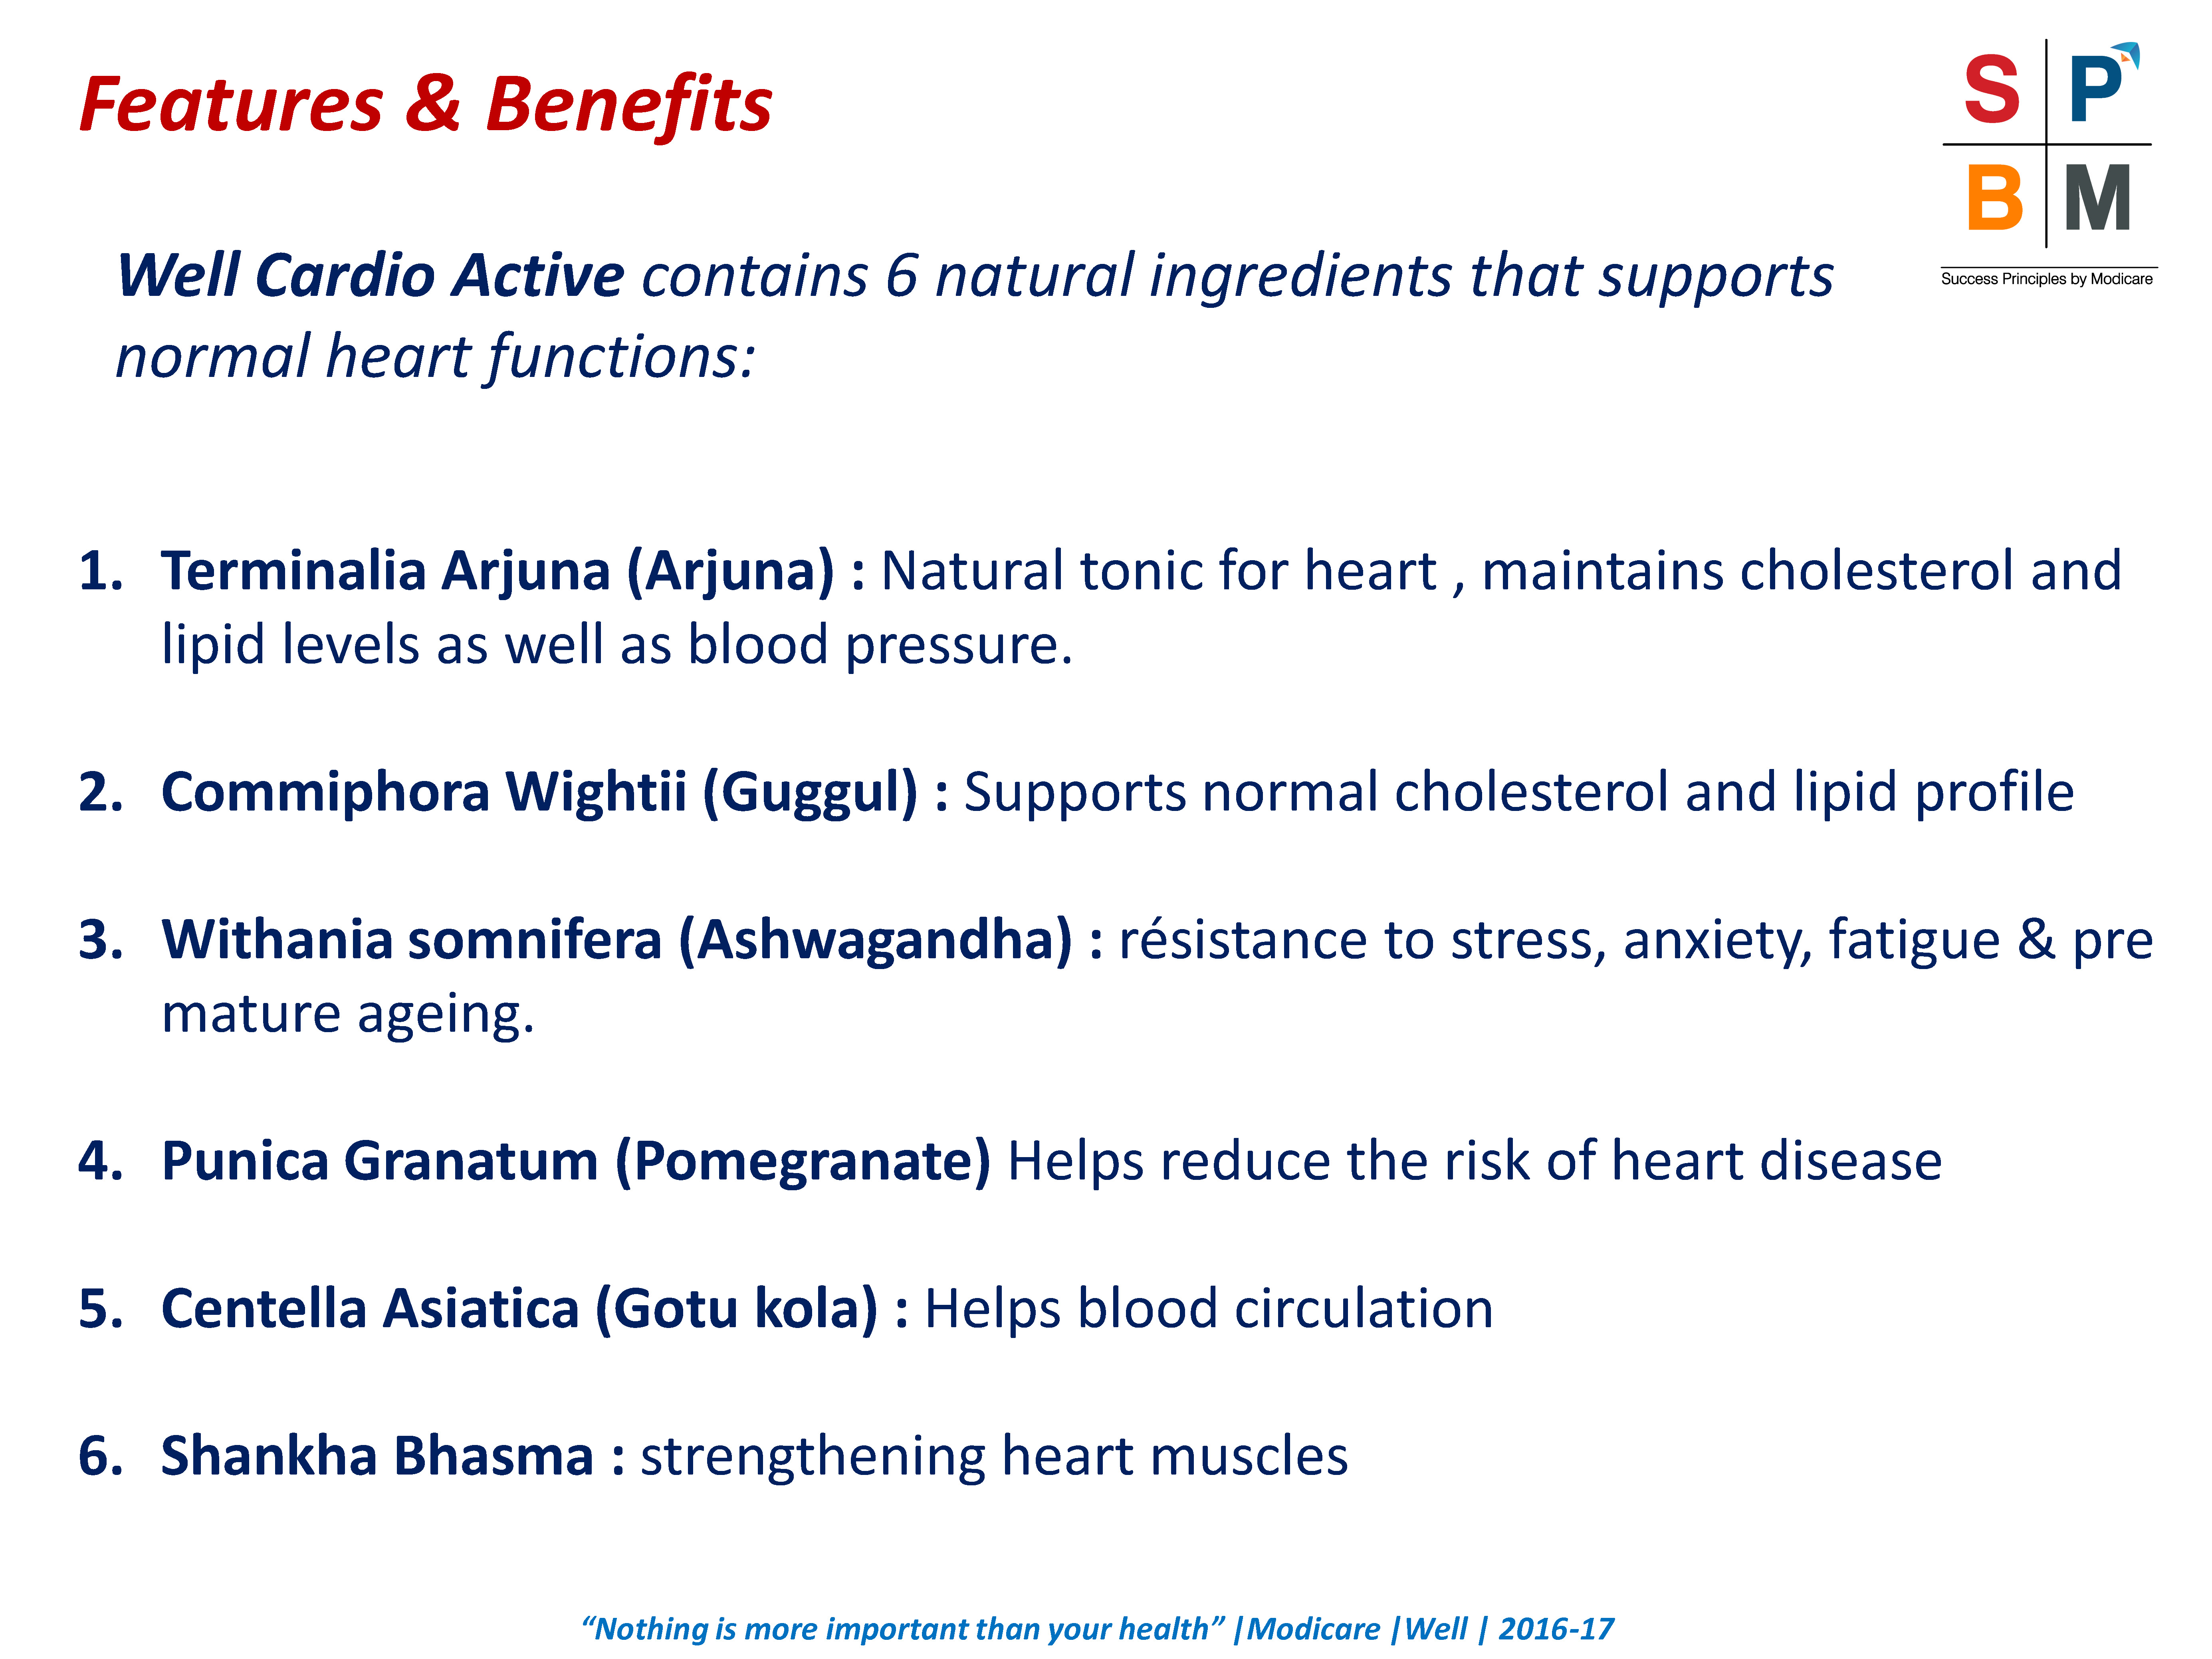 Features & Benefits
S P
B M
Success Principles by Modicare
Well Cardio Active contains 6 natural ingredients that supports
normal heart functions:
1. Terminalia Arjuna (Arjuna) : Natural tonic for heart , maintains cholesterol and
lipid levels as well as blood pressure.
2. Commiphora Wightii (Guggul) : Supports normal cholesterol and lipid profile
3. Withania somnifera (Ashwagandha) : résistance to stress, anxiety, fatigue & pre
mature ageing.
4. Punica Granatum (Pomegranate) Helps reduce the risk of heart disease
5. Centella Asiatica (Gotu kola) : Helps blood circulation
6. Shankha Bhasma : strengthening heart muscles
“Nothing is more important than your health” |Modicare |Well | 2016-17